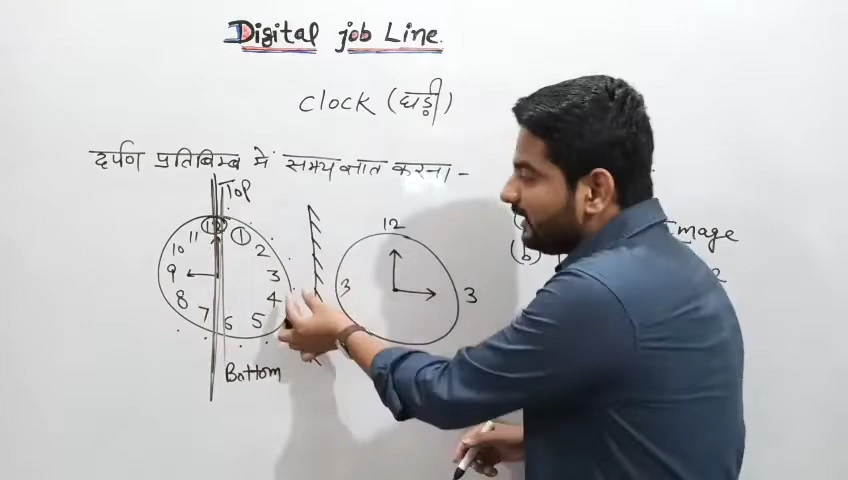 Digital job Line.
clock (घड़ी)
दर्पण प्रतिबिम्ब में समय ज्ञात करना -
Top
12 1 2 3 4 5 6 7 8 9 10 11
Bottom
12
3
3
(b)
Image